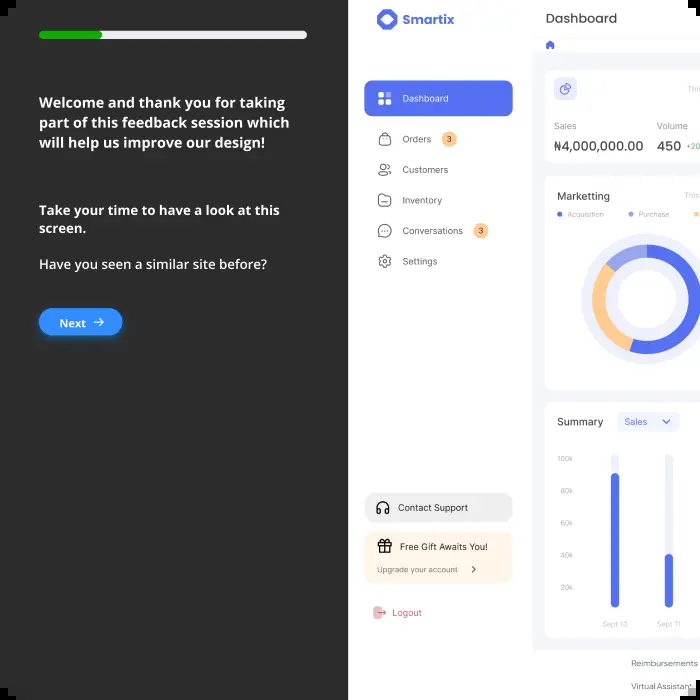 Welcome and thank you for taking
part of this feedback session which
will help us improve our design!
Take your time to have a look at this
screen.
Have you seen a similar site before?
Next
Smartix
Dashboard
Orders 3
Customers
Inventory
Conversations 3
Settings
Contact Support
Free Gift Awaits You!
Upgrade your account
Logout
Dashboard
This
Sales
Volume
₦4,000,000.00
450 +20
Marketting
This
Acquisition
Purchase
Summary
Sales
100k
80k
60k
40k
20k
Sept 10
Sept 11
Reimbursements
Virtual Assistant